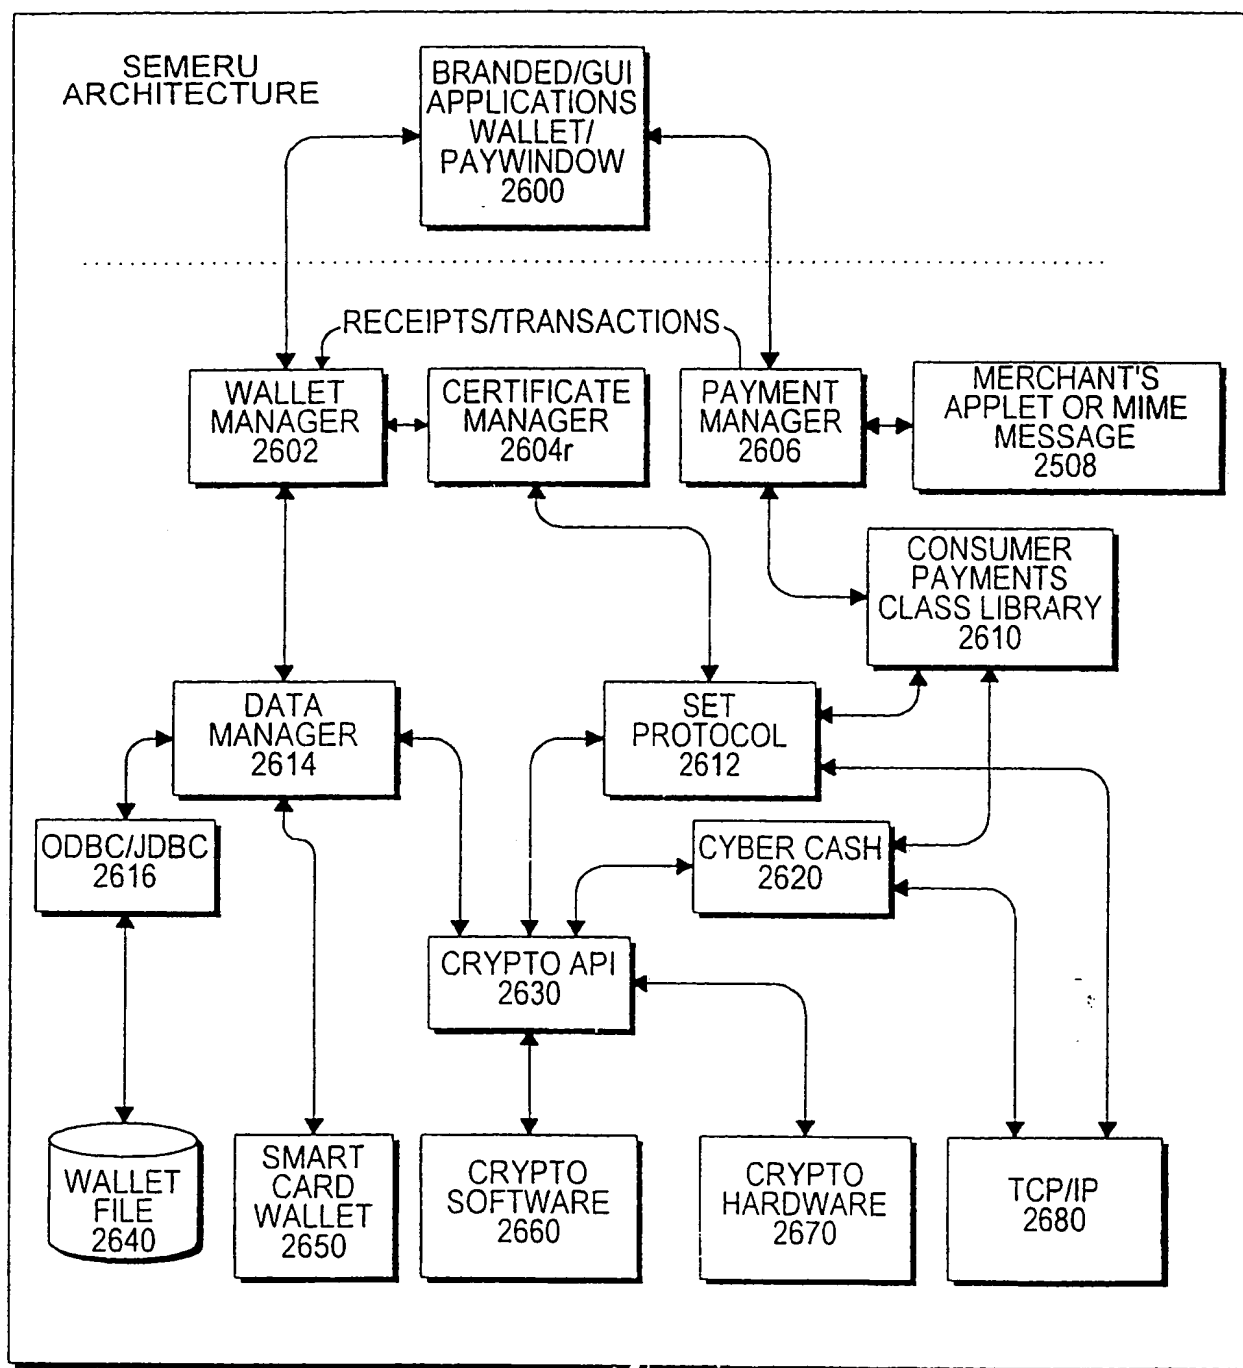 SEMERU
ARCHITECTURE
BRANDED/GUI
APPLICATIONS
WALLET/
PAYWINDOW
2600
RECEIPTS/TRANSACTIONS
WALLET
MANAGER
2602
CERTIFICATE
MANAGER
2604r
PAYMENT
MANAGER
2606
MERCHANT'S
APPLET OR MIME
MESSAGE
2508
CONSUMER
PAYMENTS
CLASS LIBRARY
2610
DATA
MANAGER
2614
SET
PROTOCOL
2612
ODBC/JDBC
2616
CYBER CASH
2620
CRYPTO API
2630
WALLET
FILE
2640
SMART
CARD
WALLET
2650
CRYPTO
SOFTWARE
2660
CRYPTO
HARDWARE
2670
TCP/IP
2680